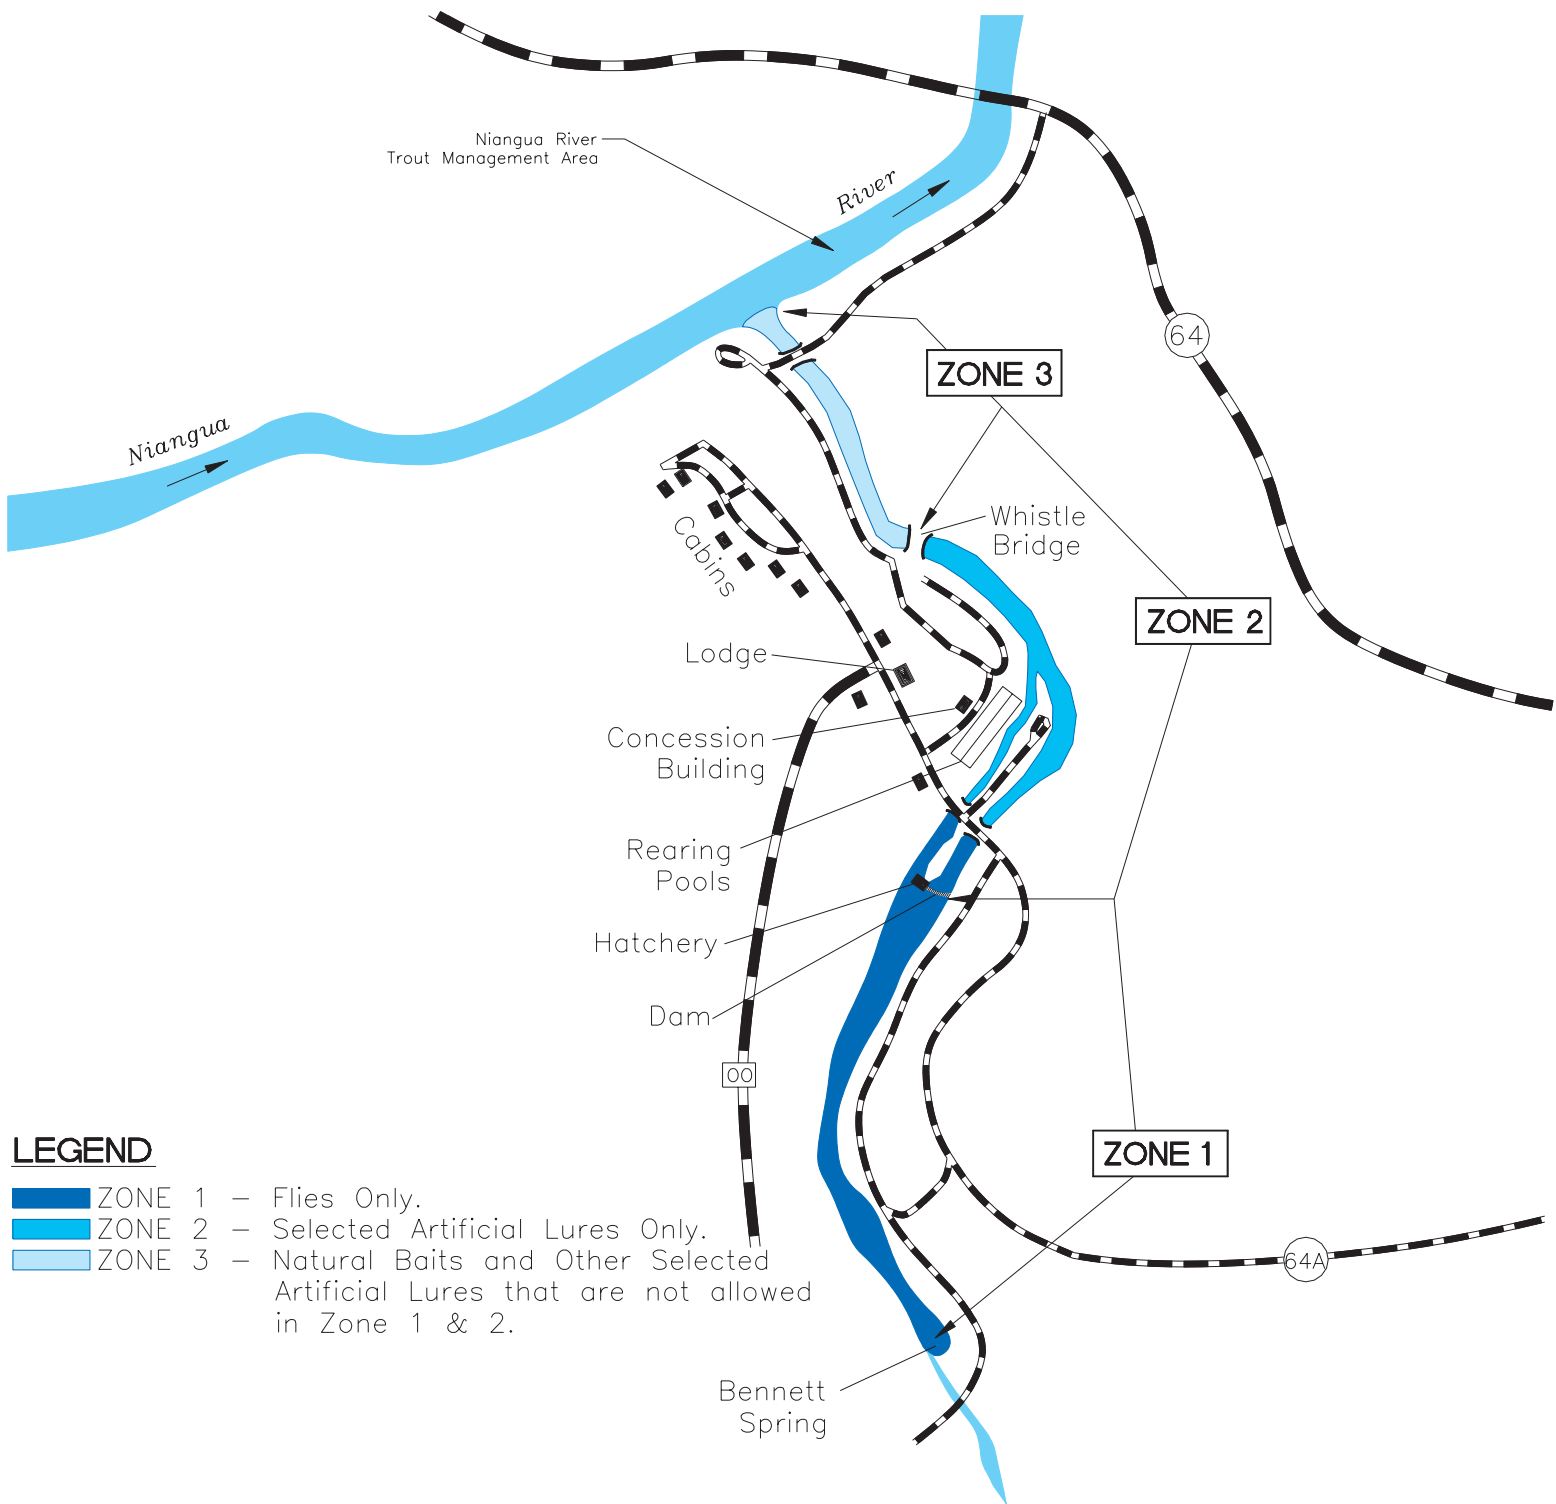 Niangua River
Trout Management Area
River
ZONE 3
64
Niangua
Whistle
Bridge
Cabins
ZONE 2
Lodge
Concession
Building
Rearing
Pools
Hatchery
Dam
OO
ZONE 1
LEGEND
ZONE 1 – Flies Only.
ZONE 2 – Selected Artificial Lures Only.
ZONE 3 – Natural Baits and Other Selected
Artificial Lures that are not allowed
in Zone 1 & 2.
64A
Bennett
Spring